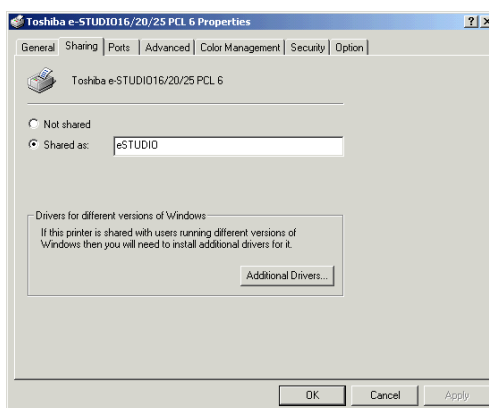 Toshiba e-STUDIO16/20/25 PCL 6 Properties
General Sharing Ports Advanced Color Management Security Option
Toshiba e-STUDIO16/20/25 PCL 6
Not shared
Shared as: eSTUDIO
Drivers for different versions of Windows
If this printer is shared with users running different versions of
Windows then you will need to install additional drivers for it.
Additional Drivers...
OK Cancel Apply